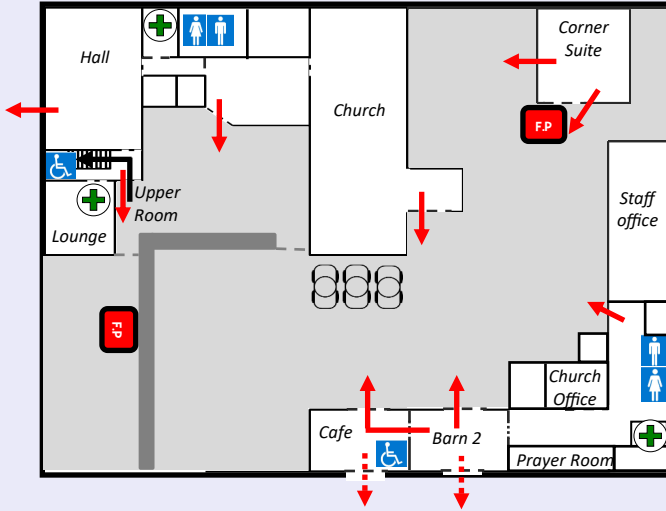 Hall
Corner
Suite
Church
F.P
Upper
Room
Staff
office
Lounge
F.P
Church
Office
Cafe
Barn 2
Prayer Room